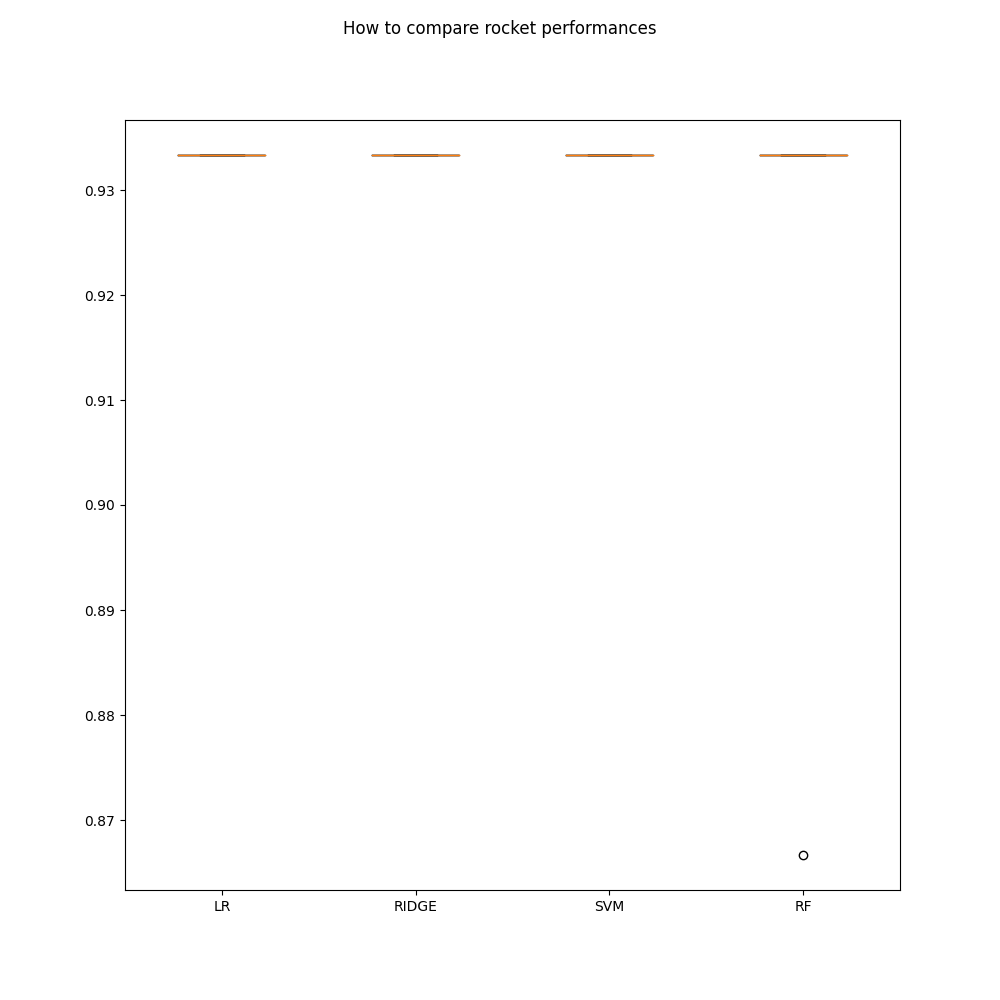 How to compare rocket performances
0.93
0.92
0.91
0.90
0.89
0.88
0.87
LR
RIDGE
SVM
RF